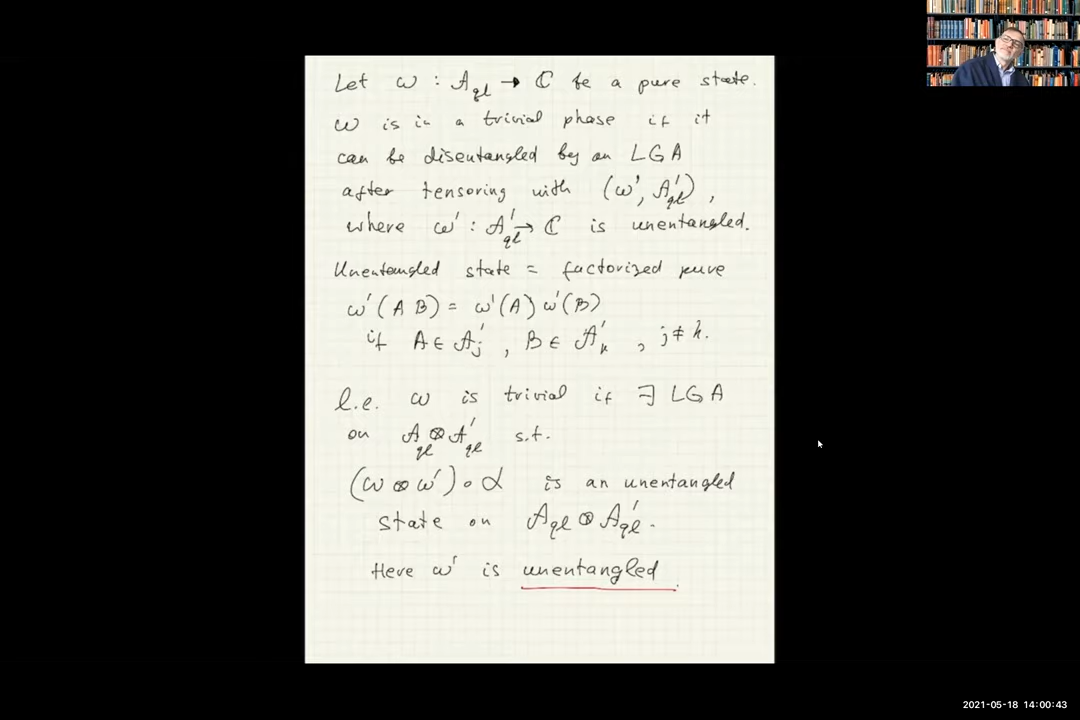 Let ω : 𝒜_ql → ℂ be a pure state.
ω is in a trivial phase if it
can be disentangled by an LGA
after tensoring with (ω', 𝒜'_ql) ,
where ω' : 𝒜'_ql → ℂ is unentangled.
Unentangled state = factorized pure
ω'(A B) = ω'(A) ω'(B)
if A ∈ 𝒜'_j , B ∈ 𝒜'_k , j ≠ k.
I.e. ω is trivial if ∃ LGA
on 𝒜_ql ⊗ 𝒜'_ql s.t.
(ω ⊗ ω') ∘ α is an unentangled
state on 𝒜_ql ⊗ 𝒜'_ql.
Here ω' is unentangled.
2021-05-18 14:00:43